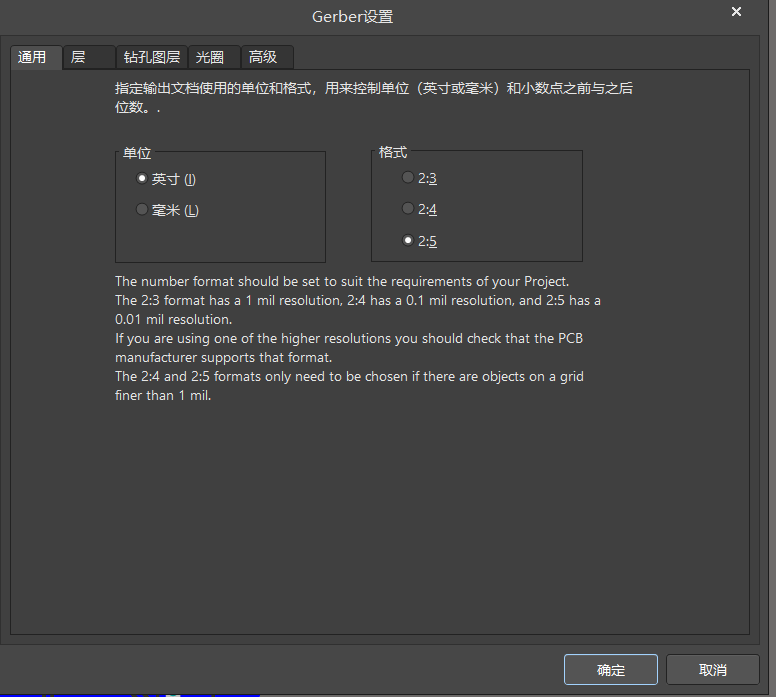 Gerber设置
通用
层
钻孔图层
光圈
高级
指定输出文档使用的单位和格式，用来控制单位（英寸或毫米）和小数点之前与之后
位数。.
单位
英寸 (I)
毫米 (L)
格式
2:3
2:4
2:5
The number format should be set to suit the requirements of your Project.
The 2:3 format has a 1 mil resolution, 2:4 has a 0.1 mil resolution, and 2:5 has a
0.01 mil resolution.
If you are using one of the higher resolutions you should check that the PCB
manufacturer supports that format.
The 2:4 and 2:5 formats only need to be chosen if there are objects on a grid
finer than 1 mil.
确定
取消